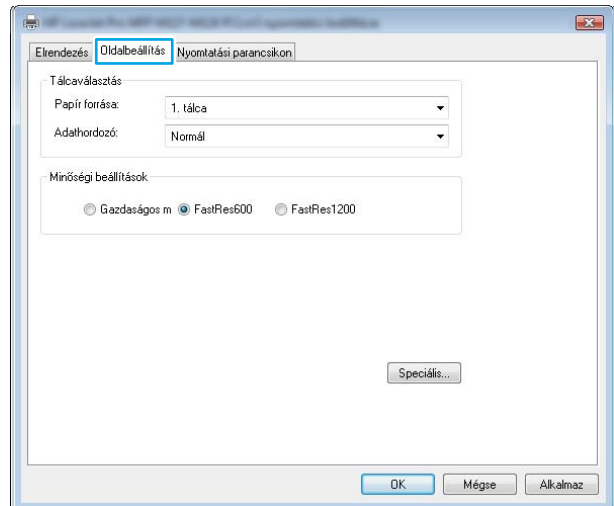 Elrendezés Oldalbeállítás Nyomtatási parancsikon
Tálcaválasztás
Papír forrása: 1. tálca
Adathordozó: Normál
Minőségi beállítások
Gazdaságos m FastRes600 FastRes1200
Speciális...
OK Mégse Alkalmaz